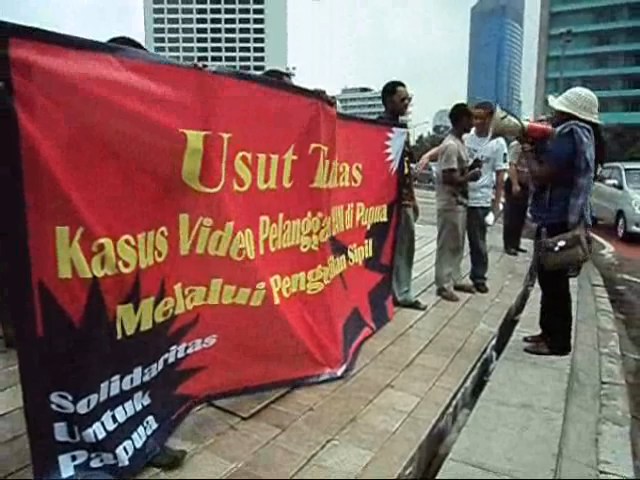 Usut Tuntas
Kasus Video Pelanggaran HAM di Papua
Melalui Pengadilan Sipil
Solidaritas
Untuk
Papua